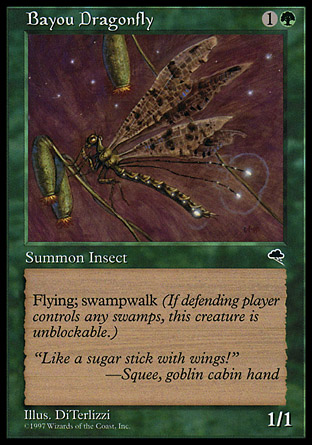 Bayou Dragonfly 1
Summon Insect
Flying; swampwalk (If defending player
controls any swamps, this creature is
unblockable.)
“Like a sugar stick with wings!”
—Squee, goblin cabin hand
Illus. DiTerlizzi
©1997 Wizards of the Coast, Inc.
1/1